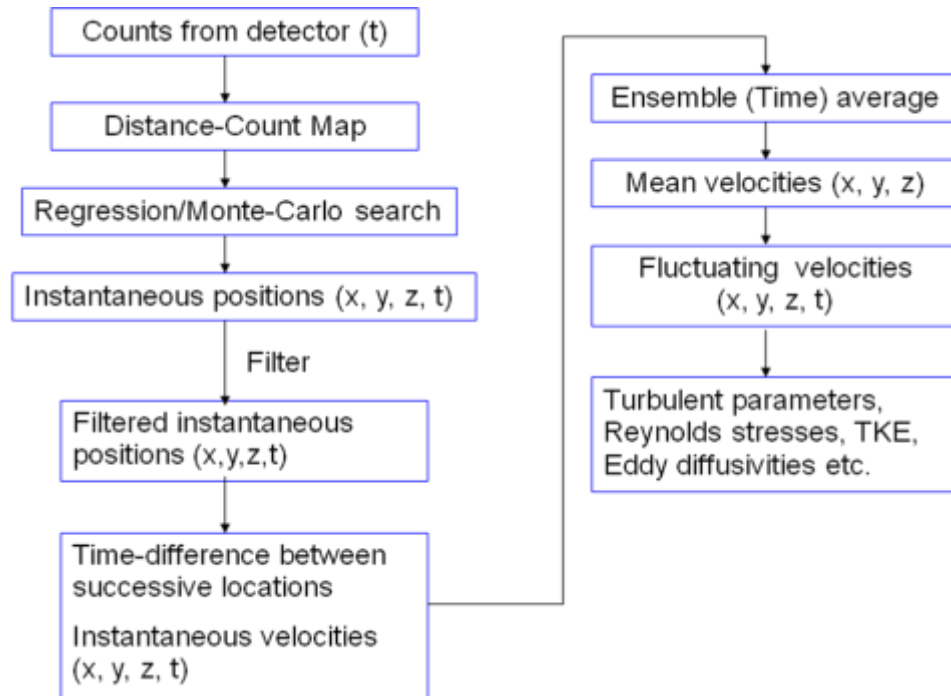 Counts from detector (t)
Distance-Count Map
Regression/Monte-Carlo search
Instantaneous positions (x, y, z, t)
Filter
Filtered instantaneous
positions (x,y,z,t)
Time-difference between
successive locations
Instantaneous velocities
(x, y, z, t)
Ensemble (Time) average
Mean velocities (x, y, z)
Fluctuating velocities
(x, y, z, t)
Turbulent parameters,
Reynolds stresses, TKE,
Eddy diffusivities etc.